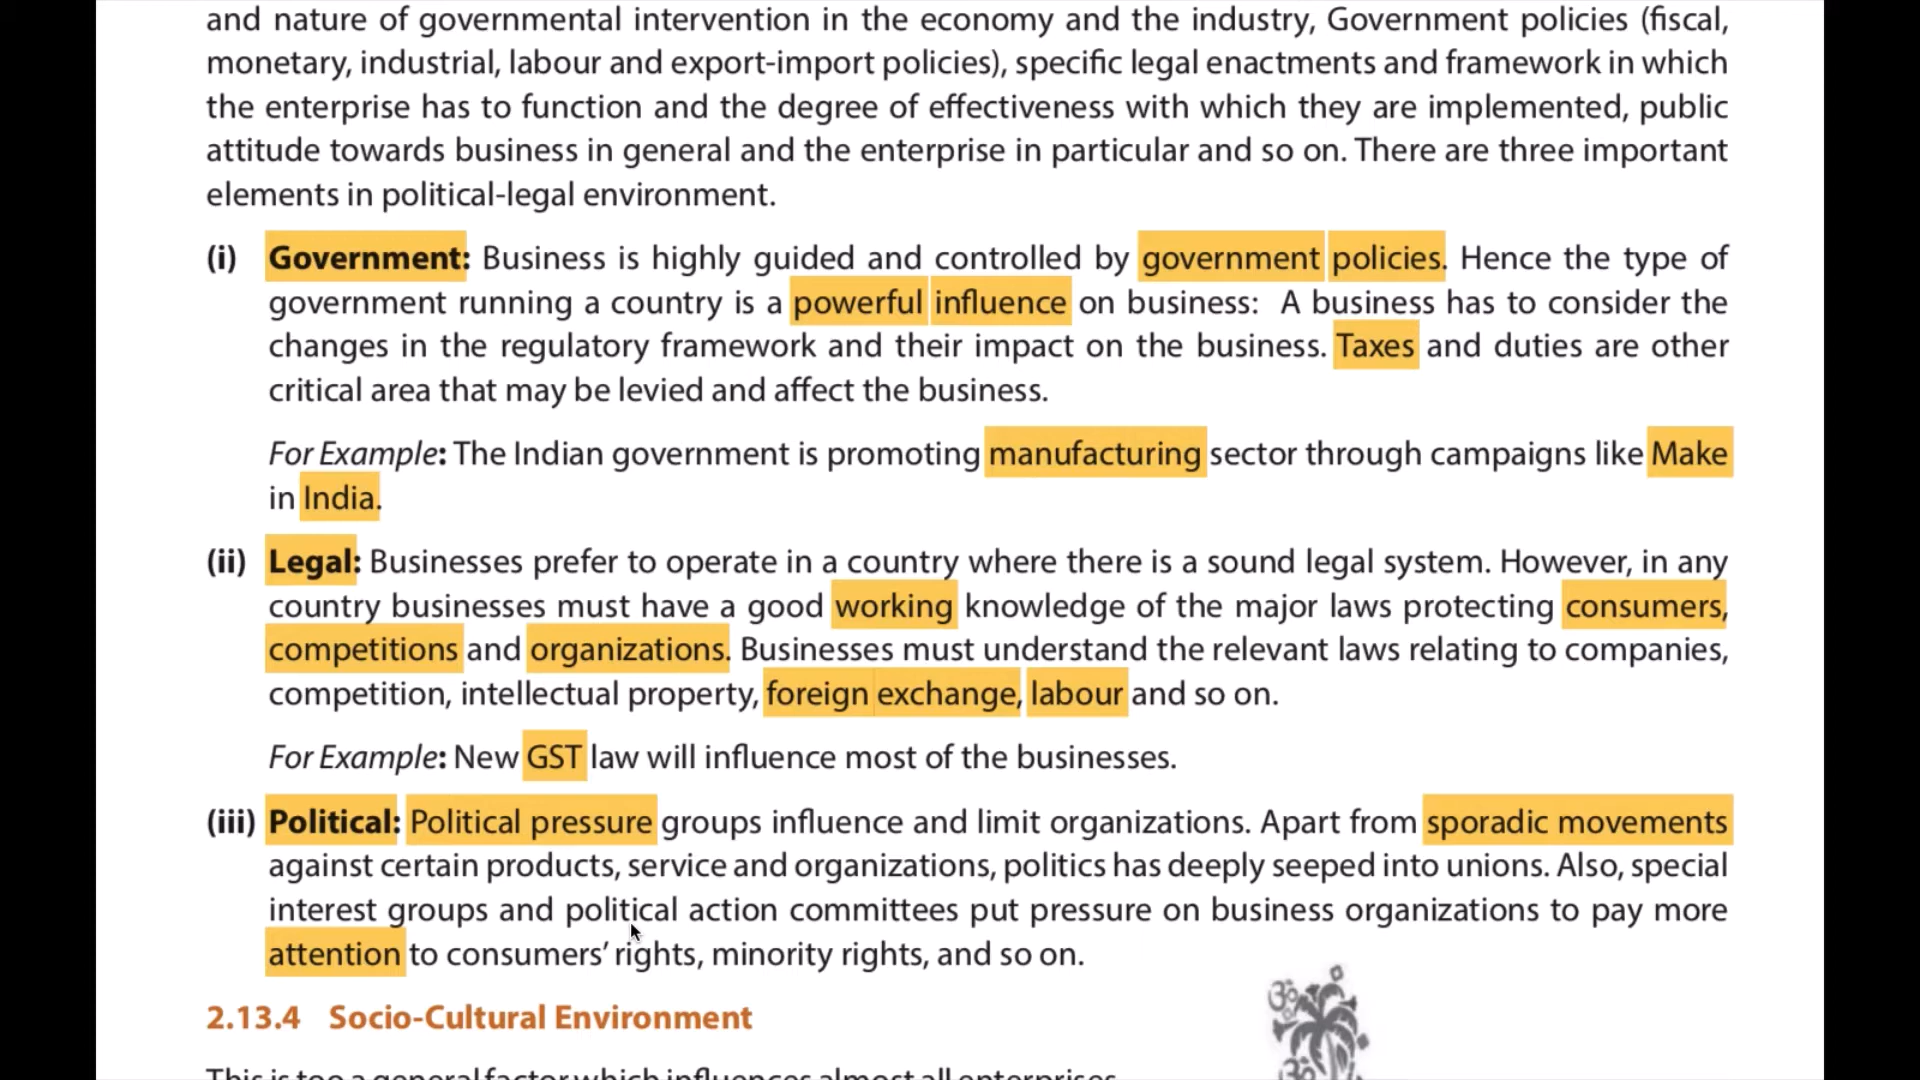 and nature of governmental intervention in the economy and the industry, Government policies (fiscal,
monetary, industrial, labour and export-import policies), specific legal enactments and framework in which
the enterprise has to function and the degree of effectiveness with which they are implemented, public
attitude towards business in general and the enterprise in particular and so on. There are three important
elements in political-legal environment.
(i) Government: Business is highly guided and controlled by government policies. Hence the type of
government running a country is a powerful influence on business: A business has to consider the
changes in the regulatory framework and their impact on the business. Taxes and duties are other
critical area that may be levied and affect the business.
For Example: The Indian government is promoting manufacturing sector through campaigns like Make
in India.
(ii) Legal: Businesses prefer to operate in a country where there is a sound legal system. However, in any
country businesses must have a good working knowledge of the major laws protecting consumers,
competitions and organizations. Businesses must understand the relevant laws relating to companies,
competition, intellectual property, foreign exchange, labour and so on.
For Example: New GST law will influence most of the businesses.
(iii) Political: Political pressure groups influence and limit organizations. Apart from sporadic movements
against certain products, service and organizations, politics has deeply seeped into unions. Also, special
interest groups and political action committees put pressure on business organizations to pay more
attention to consumers’ rights, minority rights, and so on.
2.13.4 Socio-Cultural Environment
ॐ
This is too a general factor which influences almost all enterprises
ॐ